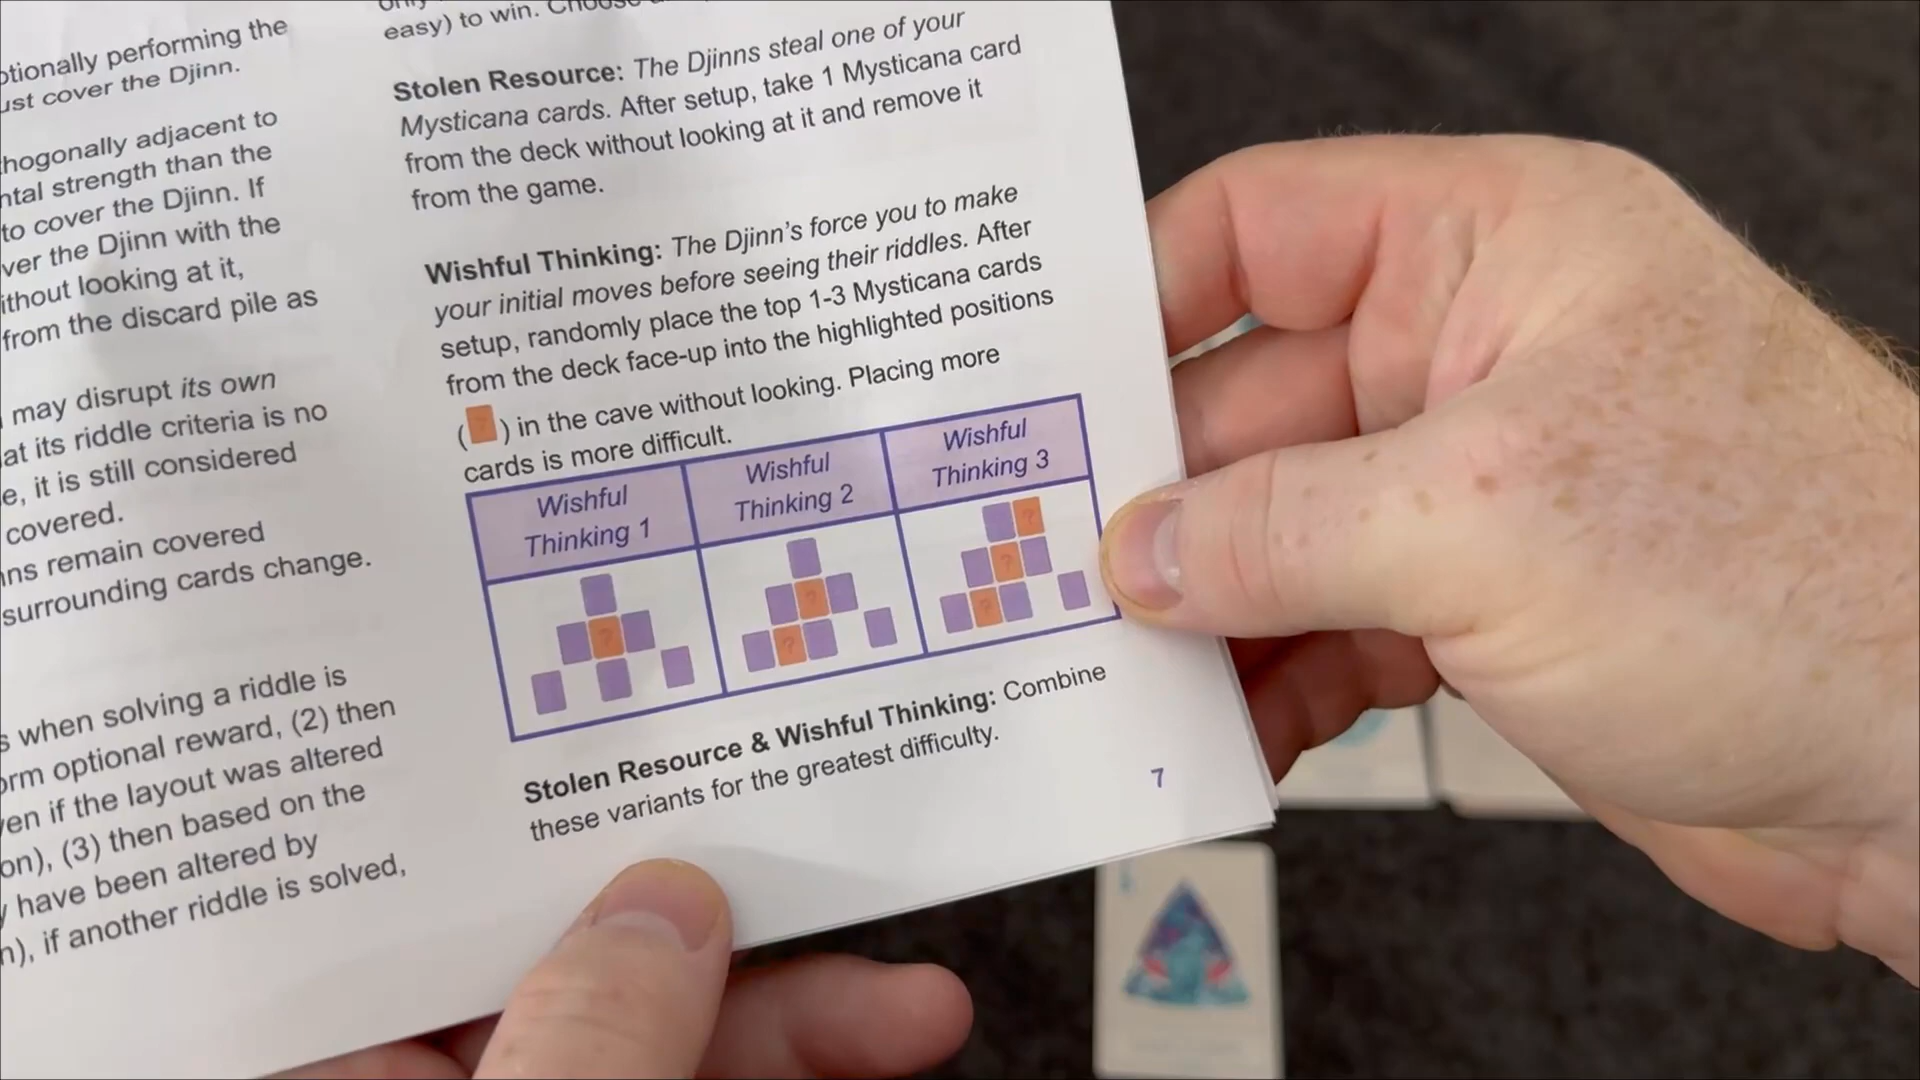 otionally performing the
ust cover the Djinn.
hogonally adjacent to
ntal strength than the
to cover the Djinn. If
ver the Djinn with the
ithout looking at it,
from the discard pile as
may disrupt its own
at its riddle criteria is no
e, it is still considered
covered.
ns remain covered
surrounding cards change.
s when solving a riddle is
orm optional reward, (2) then
ven if the layout was altered
on), (3) then based on the
y have been altered by
n), if another riddle is solved,
easy) to win. Choose
Stolen Resource: The Djinns steal one of your
Mysticana cards. After setup, take 1 Mysticana card
from the deck without looking at it and remove it
from the game.
Wishful Thinking: The Djinn's force you to make
your initial moves before seeing their riddles. After
setup, randomly place the top 1-3 Mysticana cards
from the deck face-up into the highlighted positions
(?) in the cave without looking. Placing more
cards is more difficult.
Wishful
Thinking 1
Wishful
Thinking 2
Wishful
Thinking 3
?
? ?
? ? ?
Stolen Resource & Wishful Thinking: Combine
these variants for the greatest difficulty.
7